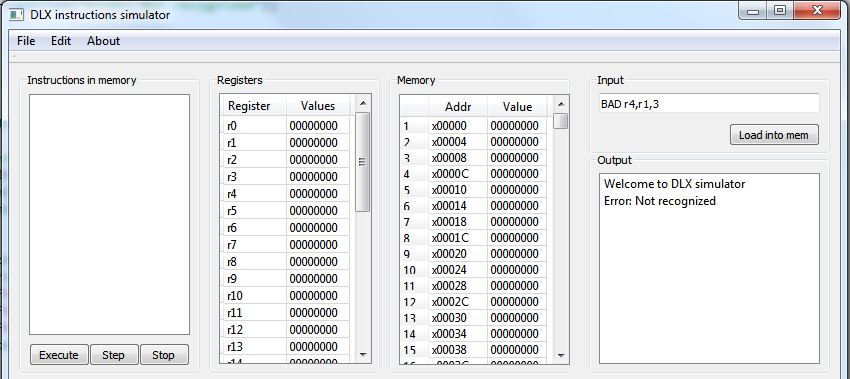 DLX instructions simulator
File Edit About
Instructions in memory
Execute Step Stop
Registers
Register Values
r0 00000000
r1 00000000
r2 00000000
r3 00000000
r4 00000000
r5 00000000
r6 00000000
r7 00000000
r8 00000000
r9 00000000
r10 00000000
r11 00000000
r12 00000000
r13 00000000
Memory
Addr Value
1 x00000 00000000
2 x00004 00000000
3 x00008 00000000
4 x0000C 00000000
5 x00010 00000000
6 x00014 00000000
7 x00018 00000000
8 x0001C 00000000
9 x00020 00000000
10 x00024 00000000
11 x00028 00000000
12 x0002C 00000000
13 x00030 00000000
14 x00034 00000000
15 x00038 00000000
Input
BAD r4,r1,3
Load into mem
Output
Welcome to DLX simulator
Error: Not recognized